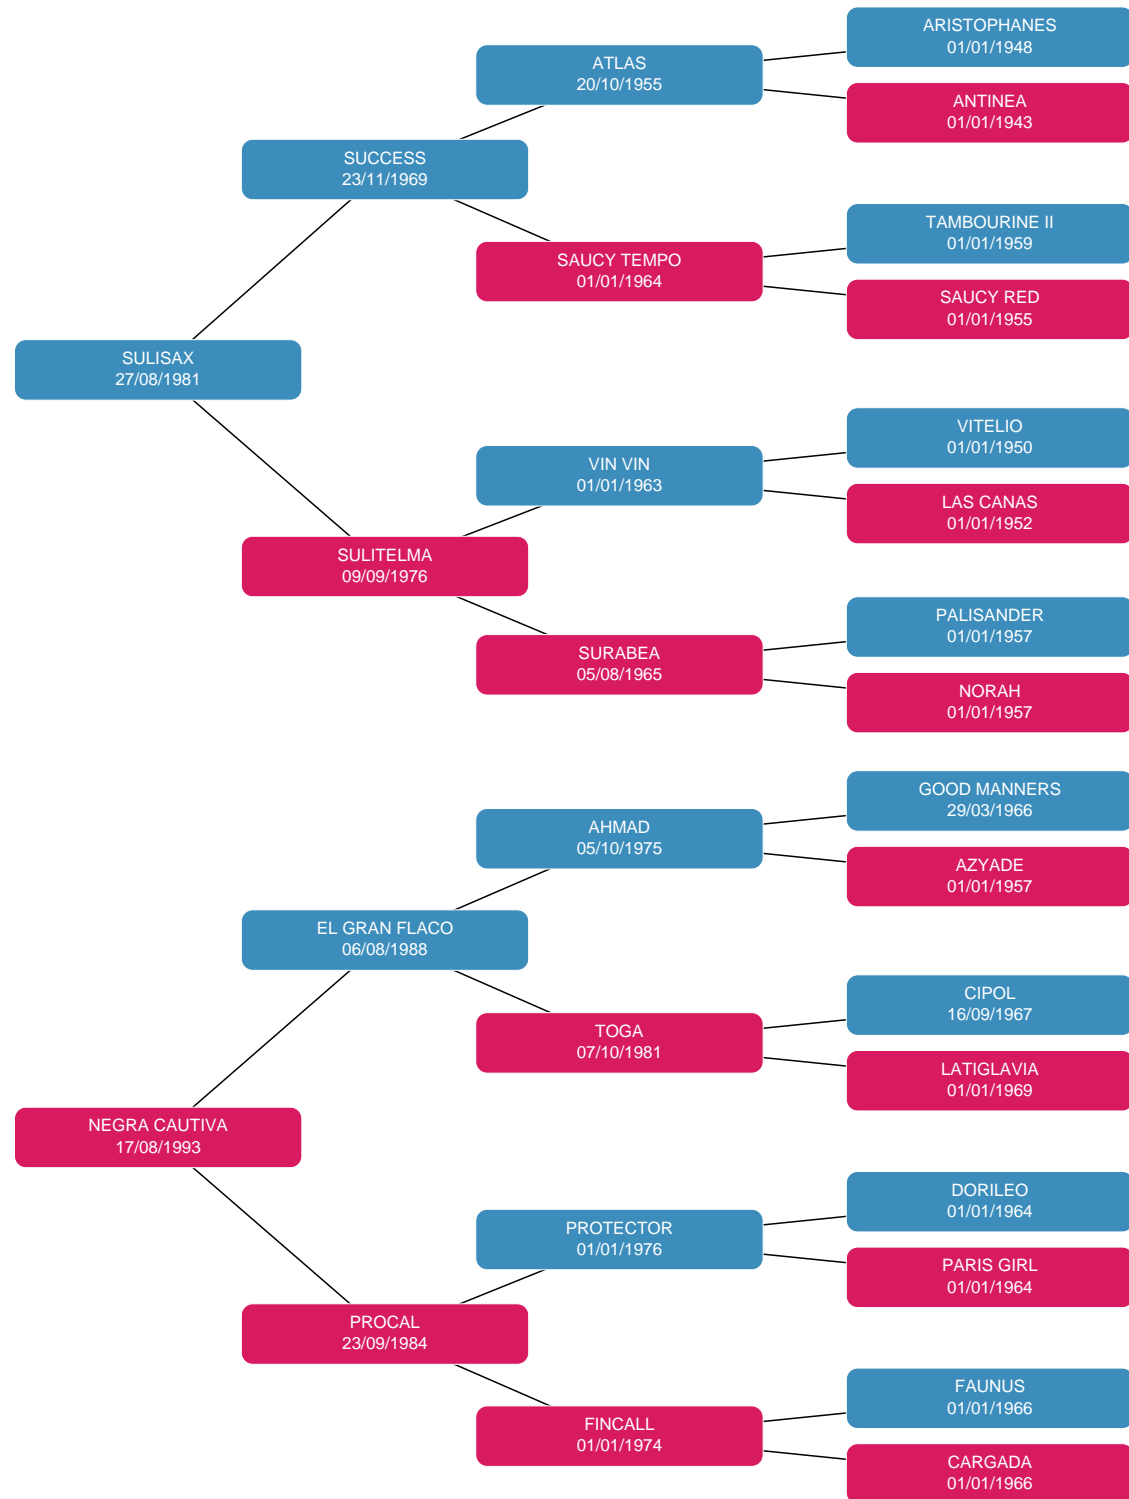 ARISTOPHANES
01/01/1948
ATLAS
20/10/1955
ANTINEA
01/01/1943
SUCCESS
23/11/1969
TAMBOURINE II
01/01/1959
SAUCY TEMPO
01/01/1964
SAUCY RED
01/01/1955
SULISAX
27/08/1981
VITELIO
01/01/1950
VIN VIN
01/01/1963
LAS CANAS
01/01/1952
SULITELMA
09/09/1976
PALISANDER
01/01/1957
SURABEA
05/08/1965
NORAH
01/01/1957
GOOD MANNERS
29/03/1966
AHMAD
05/10/1975
AZYADE
01/01/1957
EL GRAN FLACO
06/08/1988
CIPOL
16/09/1967
TOGA
07/10/1981
LATIGLAVIA
01/01/1969
NEGRA CAUTIVA
17/08/1993
DORILEO
01/01/1964
PROTECTOR
01/01/1976
PARIS GIRL
01/01/1964
PROCAL
23/09/1984
FAUNUS
01/01/1966
FINCALL
01/01/1974
CARGADA
01/01/1966